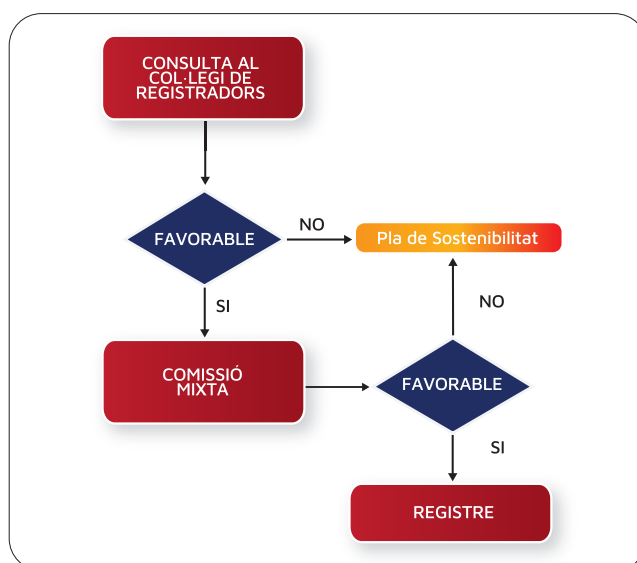 CONSULTA AL
COL·LEGI DE
REGISTRADORS
FAVORABLE
NO
Pla de Sostenibilitat
SI
NO
COMISSIÓ
MIXTA
FAVORABLE
SI
REGISTRE